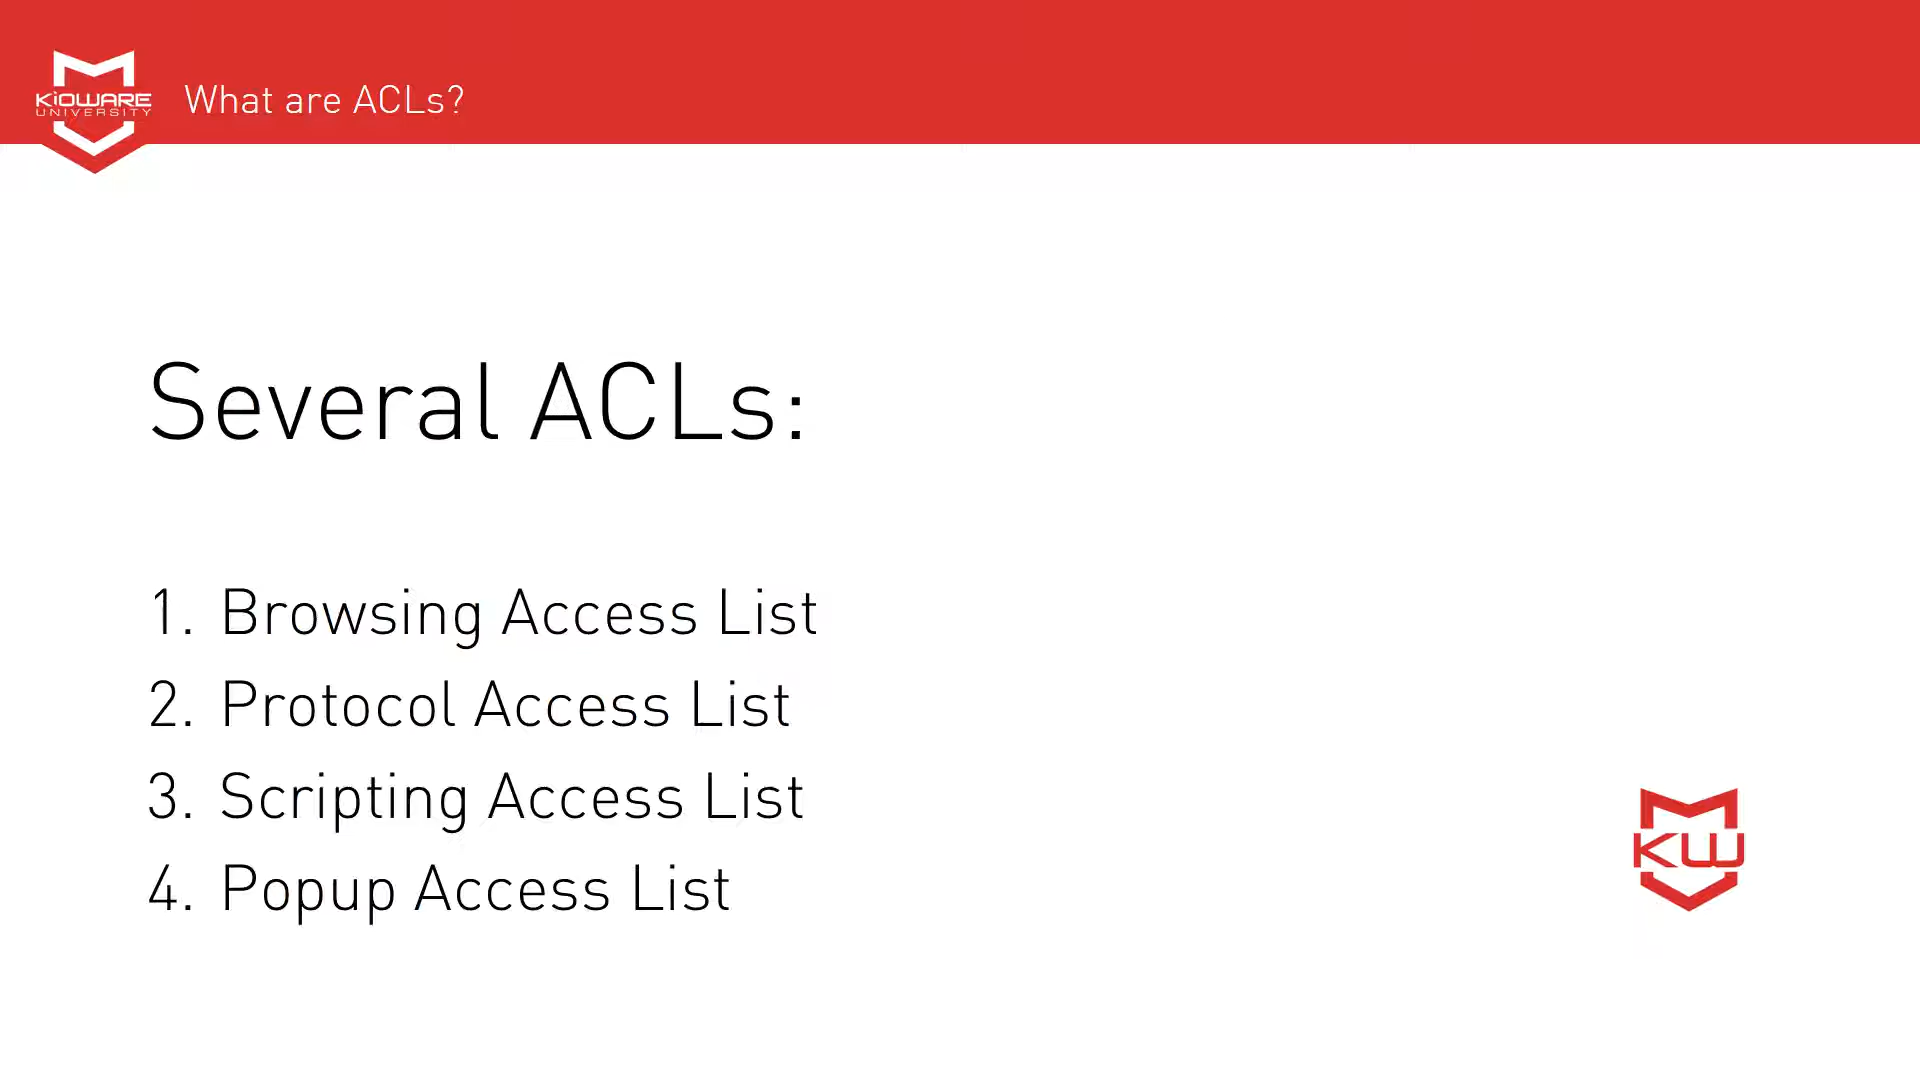 KiOWARE
UNIVERSITY
What are ACLs?
Several ACLs:
1. Browsing Access List
2. Protocol Access List
3. Scripting Access List
4. Popup Access List
KW